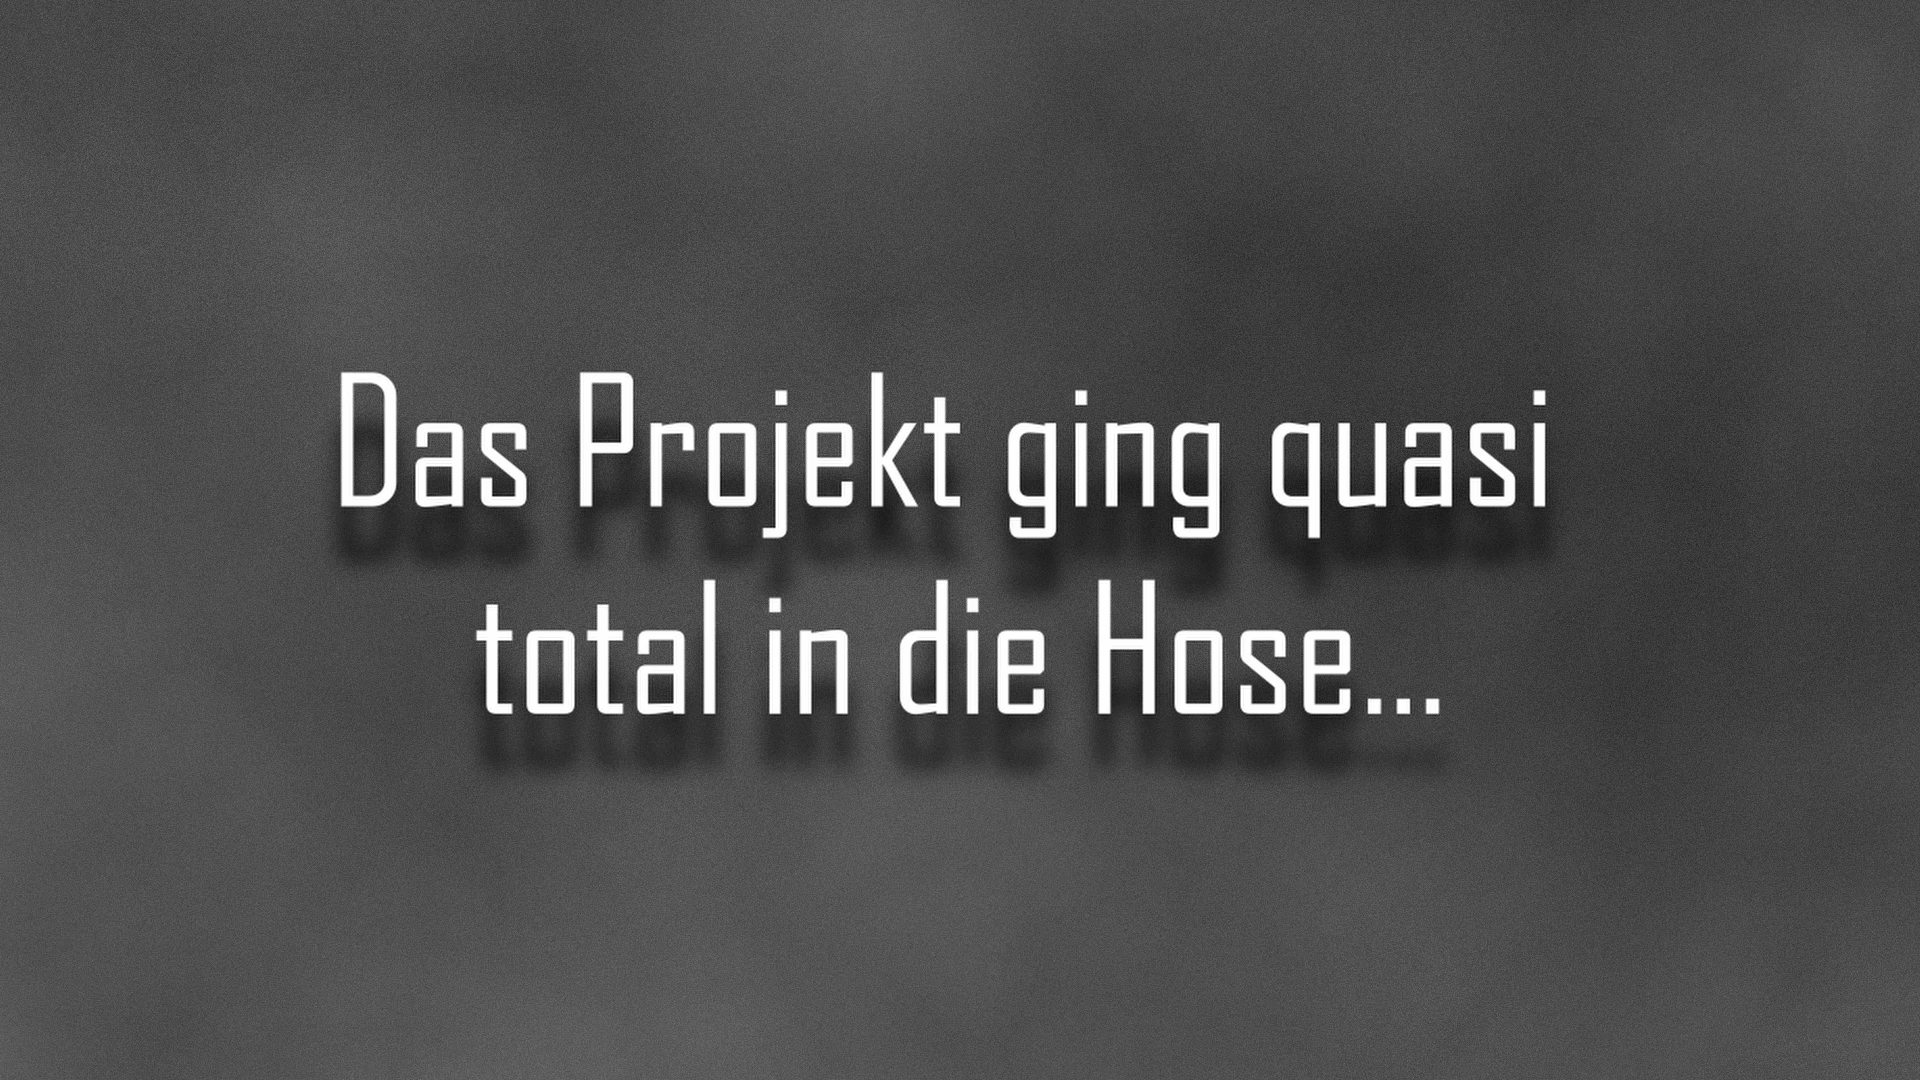 Das Projekt ging quasi
total in die Hose...